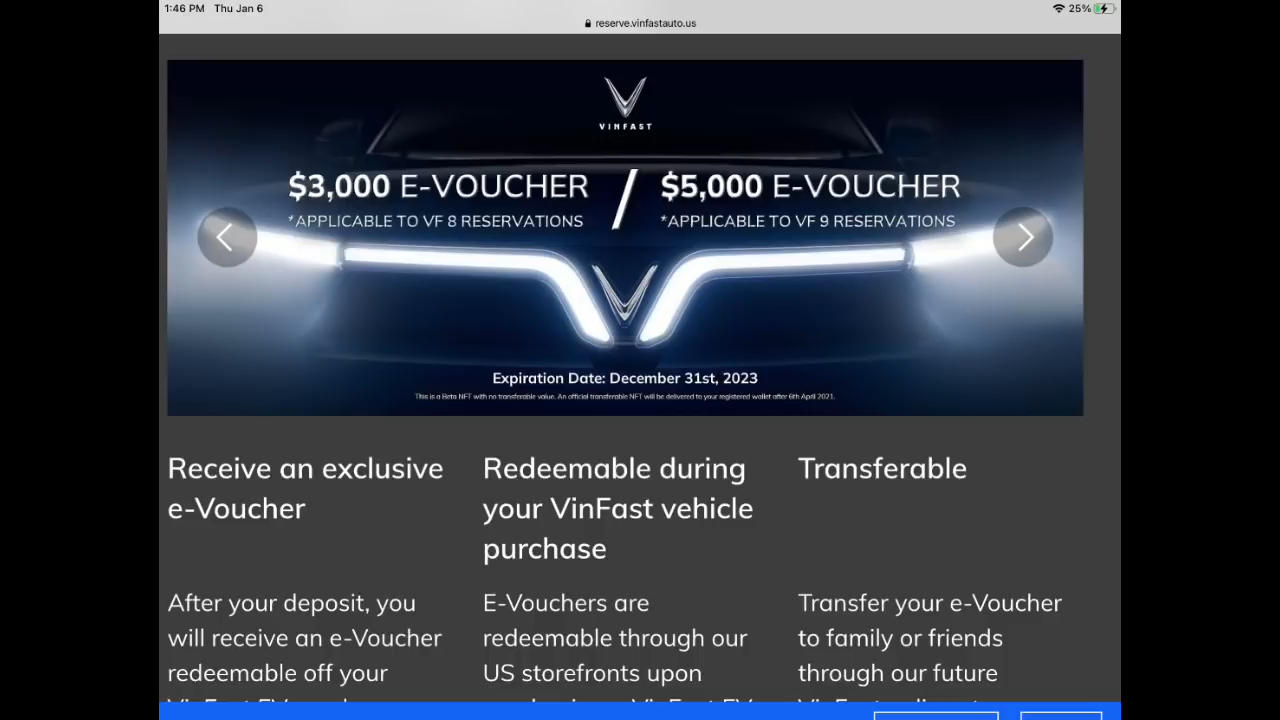 1:46 PM Thu Jan 6
25%
reserve.vinfastauto.us
VINFAST
$3,000 E-VOUCHER / $5,000 E-VOUCHER
*APPLICABLE TO VF 8 RESERVATIONS
*APPLICABLE TO VF 9 RESERVATIONS
Expiration Date: December 31st, 2023
This is a Beta NFT with no transferable value. An official transferable NFT will be delivered to your registered wallet after 6th April 2021.
Receive an exclusive
e-Voucher
After your deposit, you
will receive an e-Voucher
redeemable off your
Redeemable during
your VinFast vehicle
purchase
E-Vouchers are
redeemable through our
US storefronts upon
Transferable
Transfer your e-Voucher
to family or friends
through our future